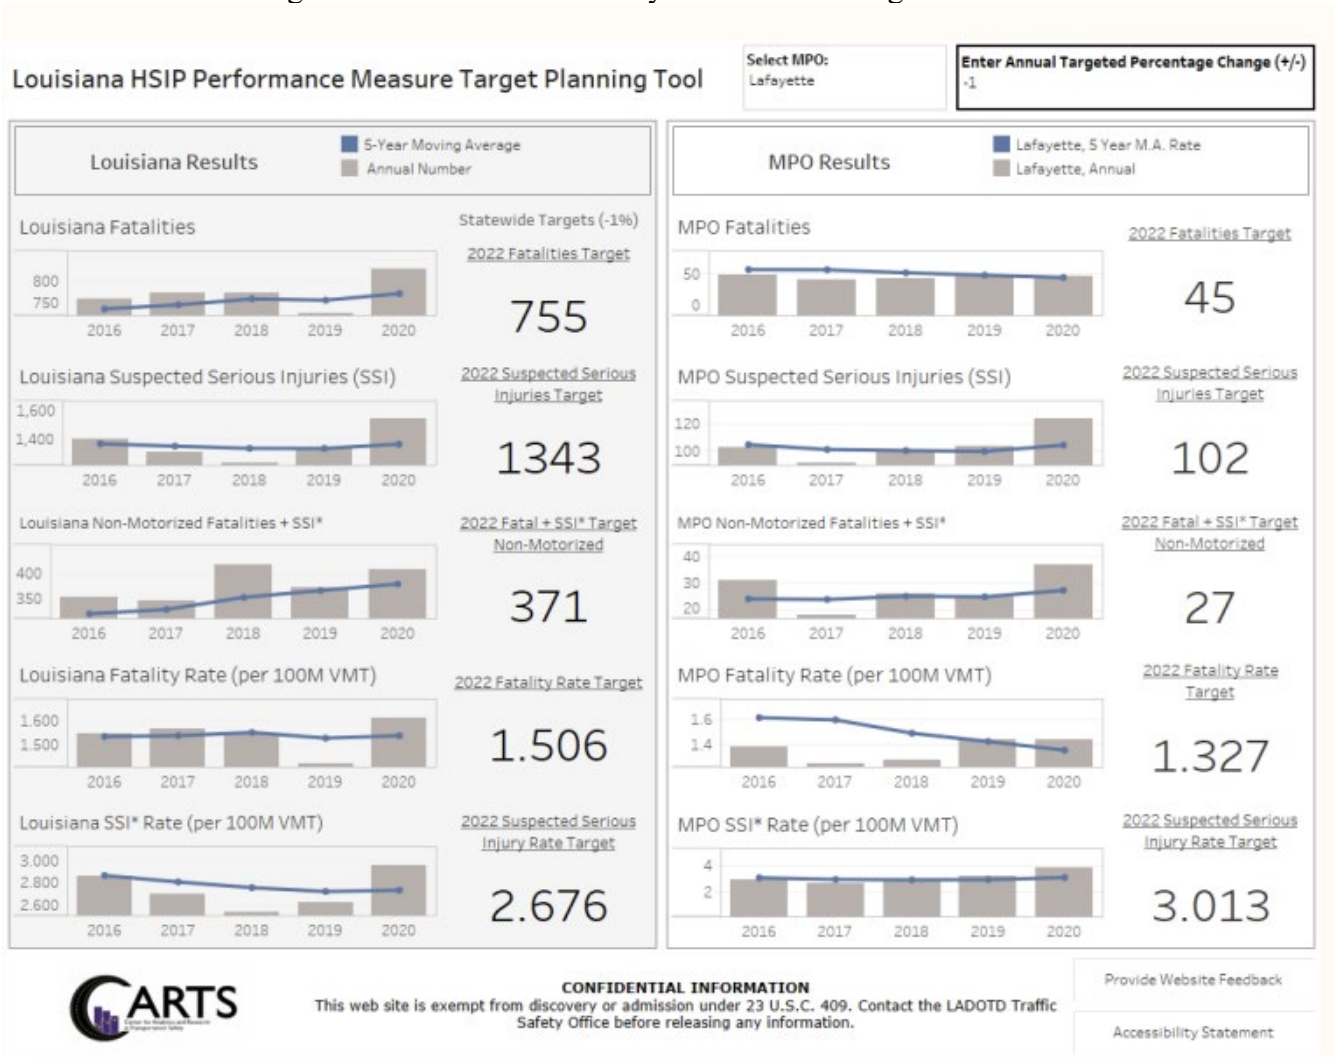 Louisiana HSIP Performance Measure Target Planning Tool
Select MPO:
Lafayette
Enter Annual Targeted Percentage Change (+/-)
-1
Louisiana Results
5-Year Moving Average
Annual Number
Louisiana Fatalities
800
750
2016 2017 2018 2019 2020
Statewide Targets (-1%)
2022 Fatalities Target
755
Louisiana Suspected Serious Injuries (SSI)
1,600
1,400
2016 2017 2018 2019 2020
2022 Suspected Serious
Injuries Target
1343
Louisiana Non-Motorized Fatalities + SSI*
400
350
2016 2017 2018 2019 2020
2022 Fatal + SSI* Target
Non-Motorized
371
Louisiana Fatality Rate (per 100M VMT)
1.600
1.500
2016 2017 2018 2019 2020
2022 Fatality Rate Target
1.506
Louisiana SSI* Rate (per 100M VMT)
3.000
2.800
2.600
2016 2017 2018 2019 2020
2022 Suspected Serious
Injury Rate Target
2.676
MPO Results
Lafayette, 5 Year M.A. Rate
Lafayette, Annual
MPO Fatalities
50
0
2016 2017 2018 2019 2020
2022 Fatalities Target
45
MPO Suspected Serious Injuries (SSI)
120
100
2016 2017 2018 2019 2020
2022 Suspected Serious
Injuries Target
102
MPO Non-Motorized Fatalities + SSI*
40
30
20
2016 2017 2018 2019 2020
2022 Fatal + SSI* Target
Non-Motorized
27
MPO Fatality Rate (per 100M VMT)
1.6
1.4
2016 2017 2018 2019 2020
2022 Fatality Rate
Target
1.327
MPO SSI* Rate (per 100M VMT)
4
2
2016 2017 2018 2019 2020
2022 Suspected Serious
Injury Rate Target
3.013
CARTS
Center for Analytics and Research
in Transportation Safety
CONFIDENTIAL INFORMATION
This web site is exempt from discovery or admission under 23 U.S.C. 409. Contact the LADOTD Traffic
Safety Office before releasing any information.
Provide Website Feedback
Accessibility Statement